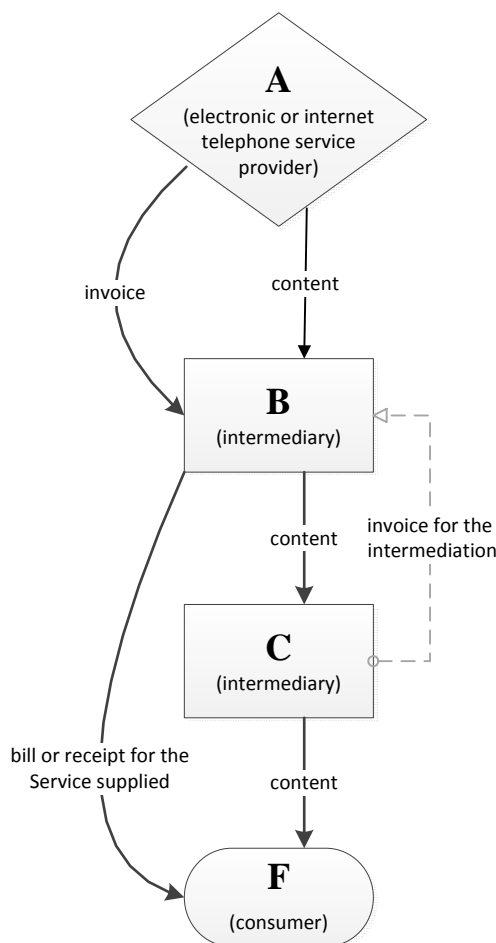 A
(electronic or internet
telephone service
provider)
invoice
content
B
(intermediary)
content
invoice for the
intermediation
C
(intermediary)
bill or receipt for the
Service supplied
content
F
(consumer)